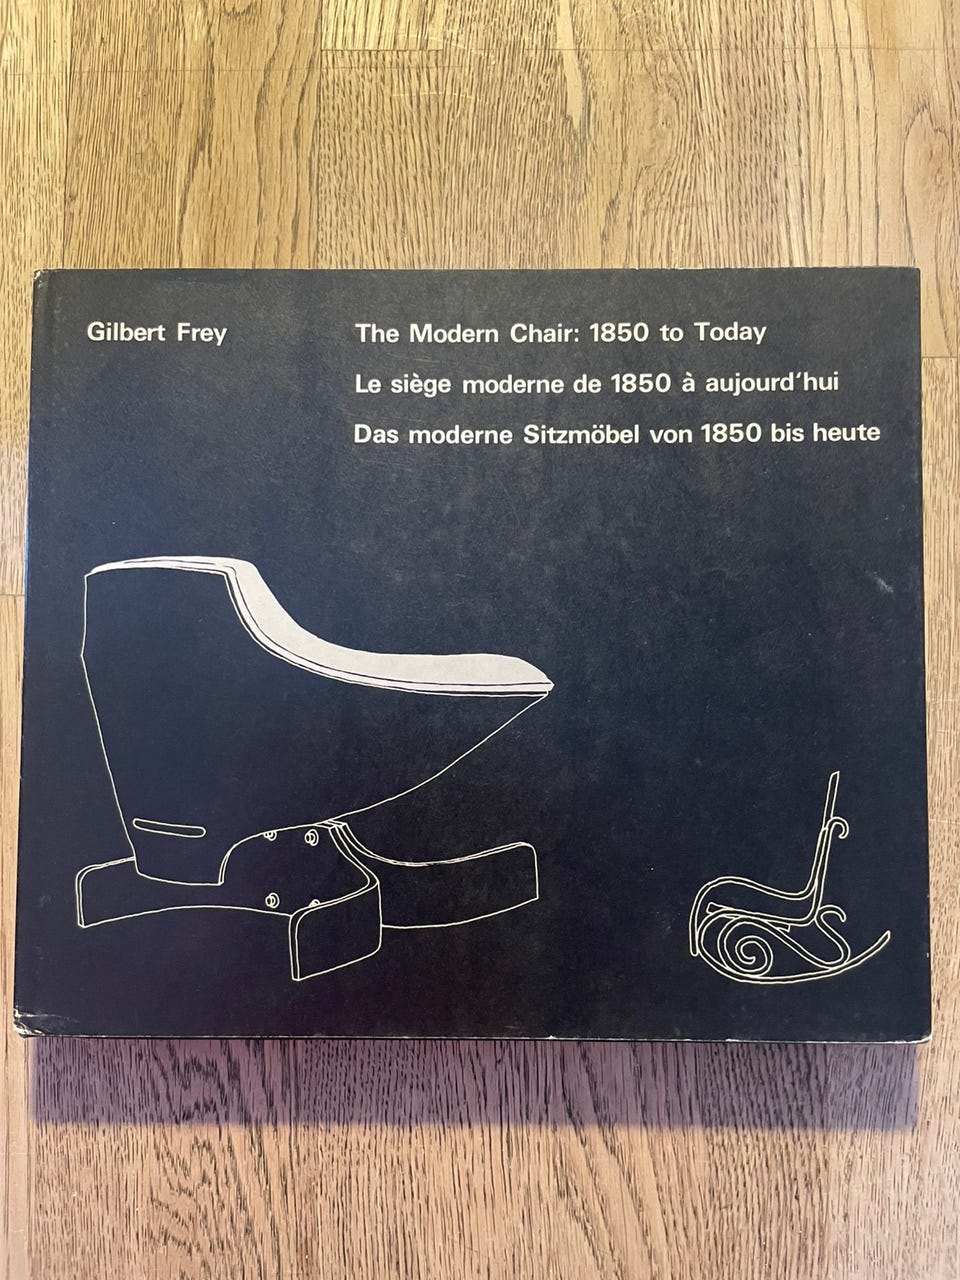 Gilbert Frey
The Modern Chair: 1850 to Today
Le siège moderne de 1850 à aujourd'hui
Das moderne Sitzmöbel von 1850 bis heute